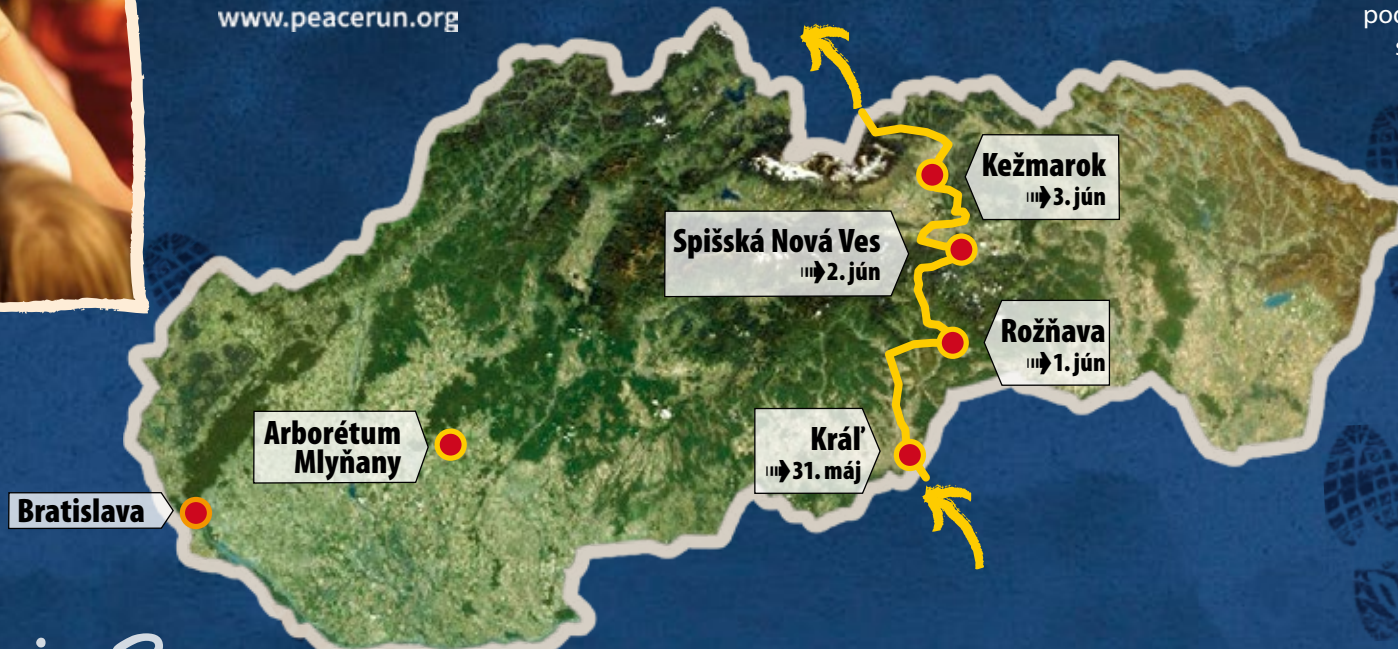 www.peacerun.org
Kežmarok
3. jún
Spišská Nová Ves
2. jún
Rožňava
1. jún
Kráľ
31. máj
Arborétum
Mlyňany
Bratislava